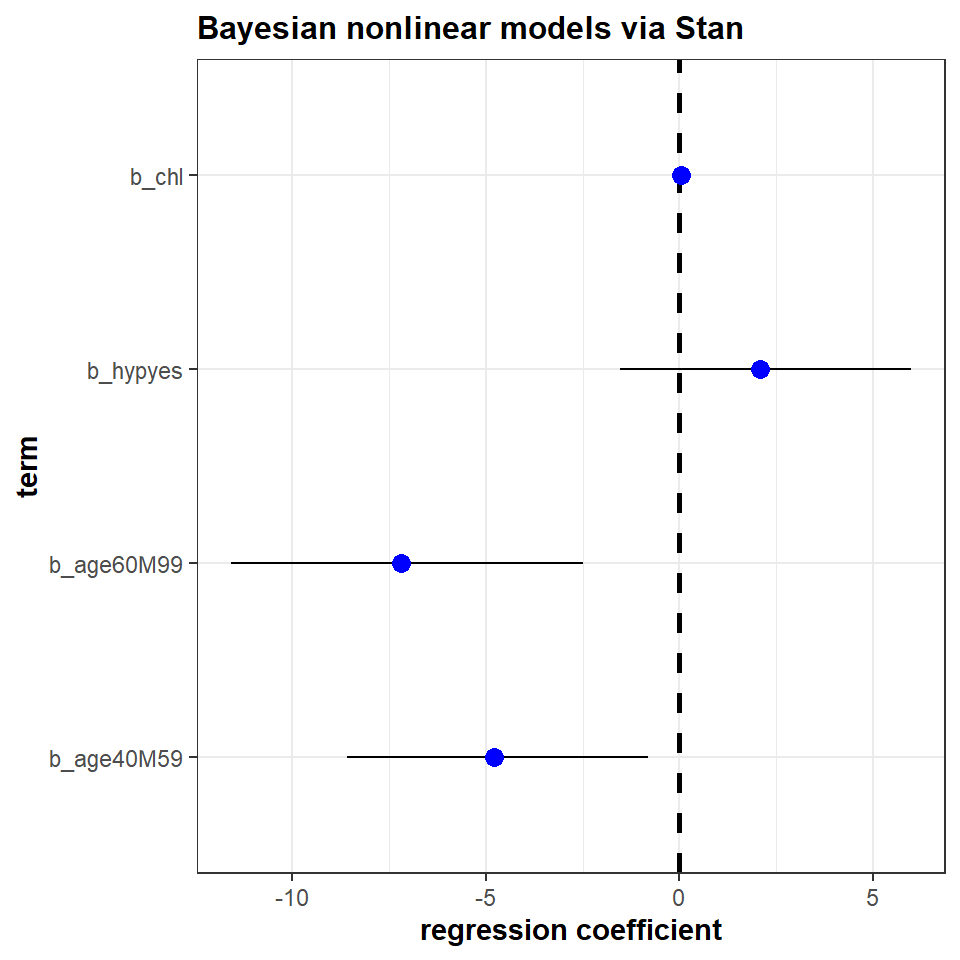 Bayesian nonlinear models via Stan
term
b_chl
b_hypyes
b_age60M99
b_age40M59
-10 -5 0 5
regression coefficient